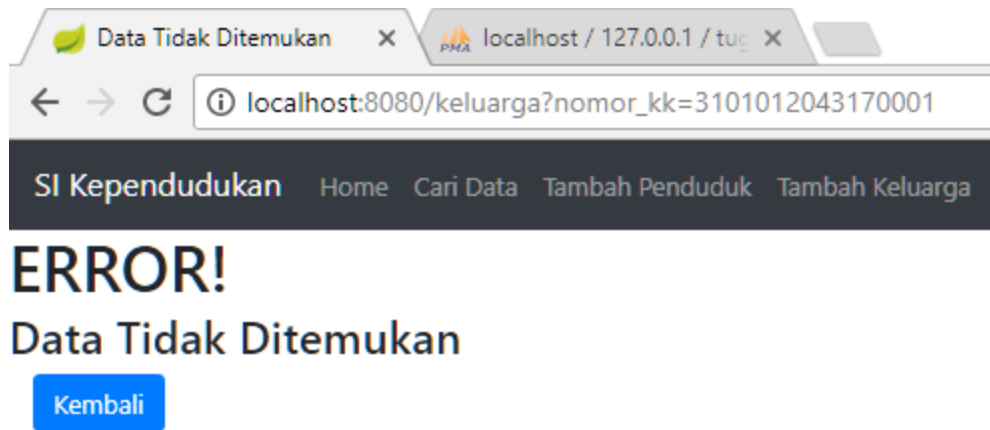 Data Tidak Ditemukan
PMA localhost / 127.0.0.1 / tug
localhost:8080/keluarga?nomor_kk=3101012043170001
SI Kependudukan Home Cari Data Tambah Penduduk Tambah Keluarga
ERROR!
Data Tidak Ditemukan
Kembali